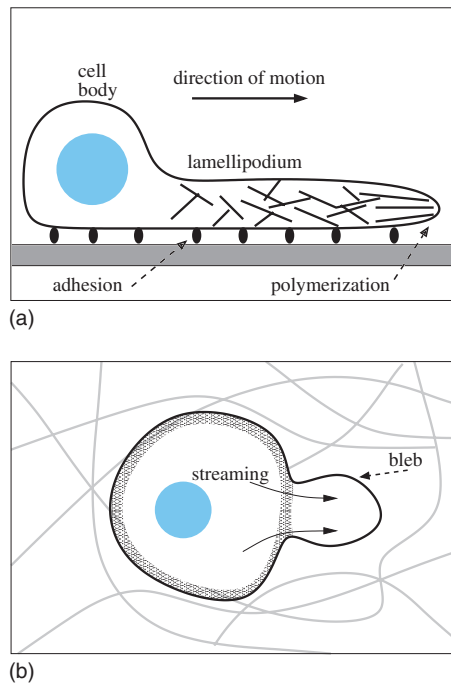 cell
body
direction of motion
lamellipodium
adhesion
polymerization
(a)
streaming
bleb
(b)